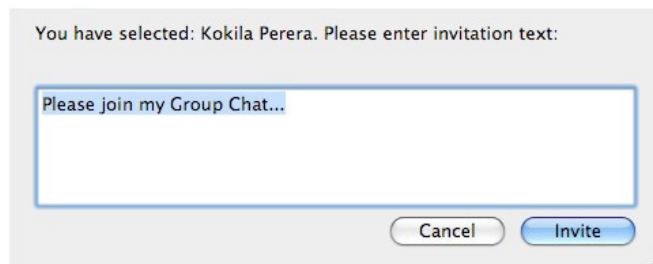 You have selected: Kokila Perera. Please enter invitation text:
Please join my Group Chat...
Cancel
Invite